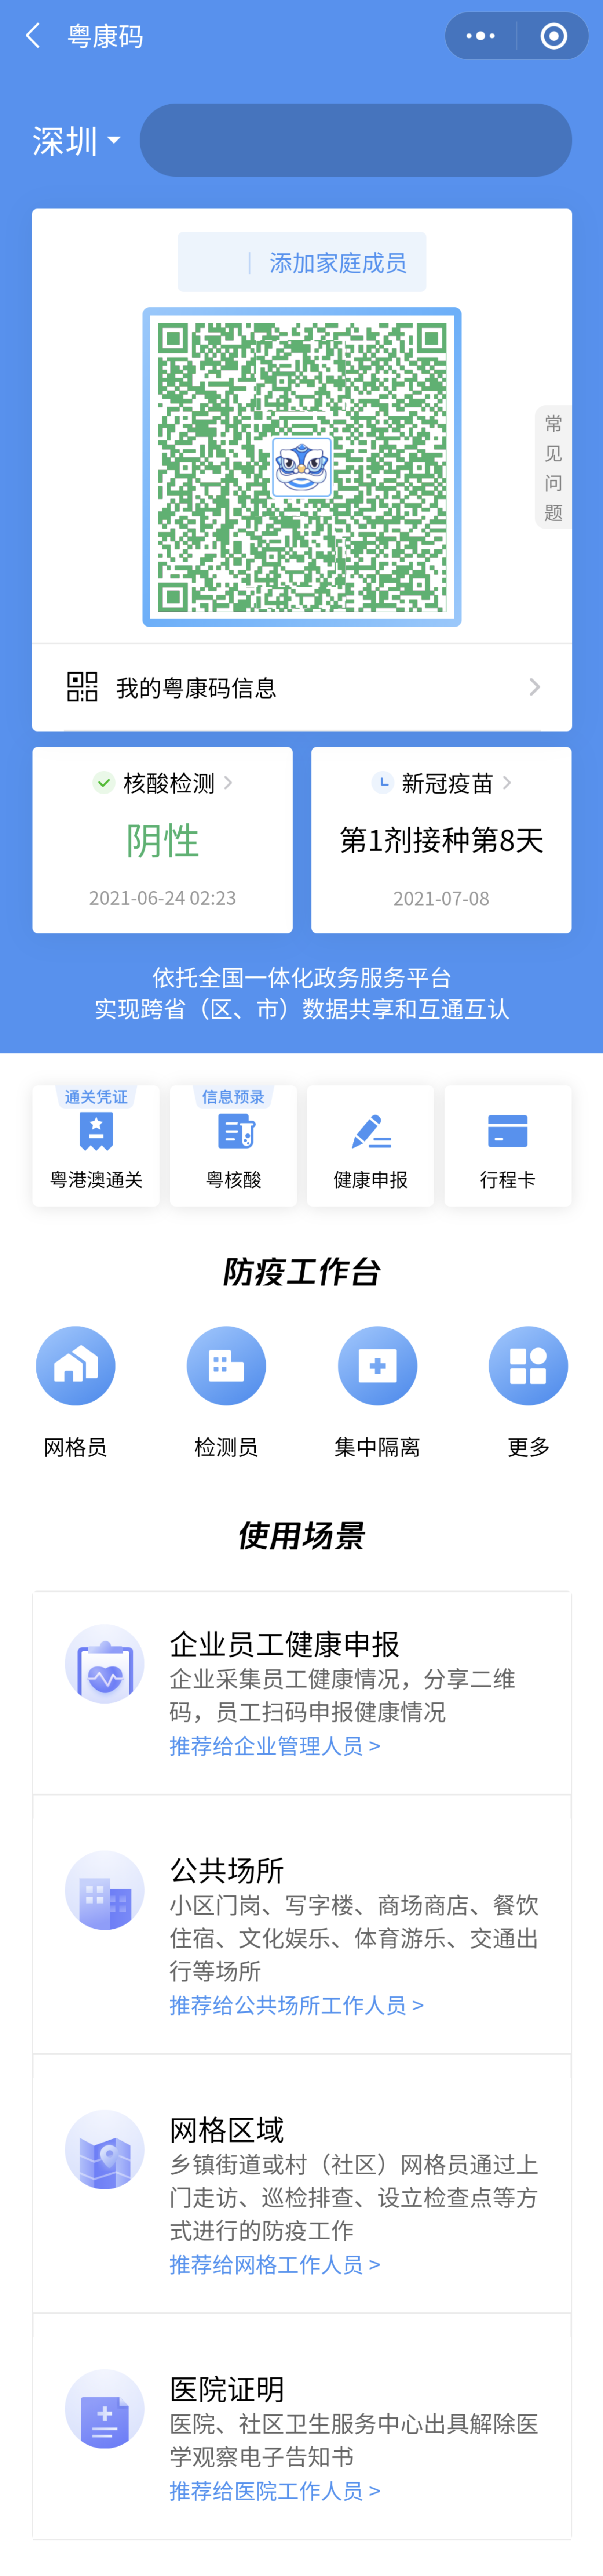 粤康码
深圳
添加家庭成员
常见问题
我的粤康码信息
核酸检测
阴性
2021-06-24 02:23
新冠疫苗
第1剂接种第8天
2021-07-08
依托全国一体化政务服务平台
实现跨省（区、市）数据共享和互通互认
通关凭证
粤港澳通关
信息预录
粤核酸
健康申报
行程卡
防疫工作台
网格员
检测员
集中隔离
更多
使用场景
企业员工健康申报
企业采集员工健康情况，分享二维
码，员工扫码申报健康情况
推荐给企业管理人员 >
公共场所
小区门岗、写字楼、商场商店、餐饮
住宿、文化娱乐、体育游乐、交通出
行等场所
推荐给公共场所工作人员 >
网格区域
乡镇街道或村（社区）网格员通过上
门走访、巡检排查、设立检查点等方
式进行的防疫工作
推荐给网格工作人员 >
医院证明
医院、社区卫生服务中心出具解除医
学观察电子告知书
推荐给医院工作人员 >